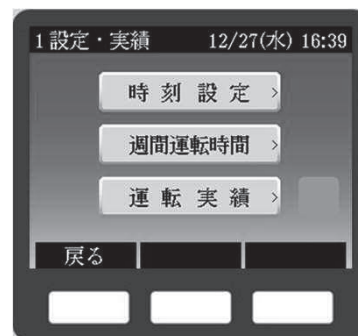 1 設定・実績 12/27(水) 16:39
時刻設定 >
週間運転時間 >
運転実績 >
戻る